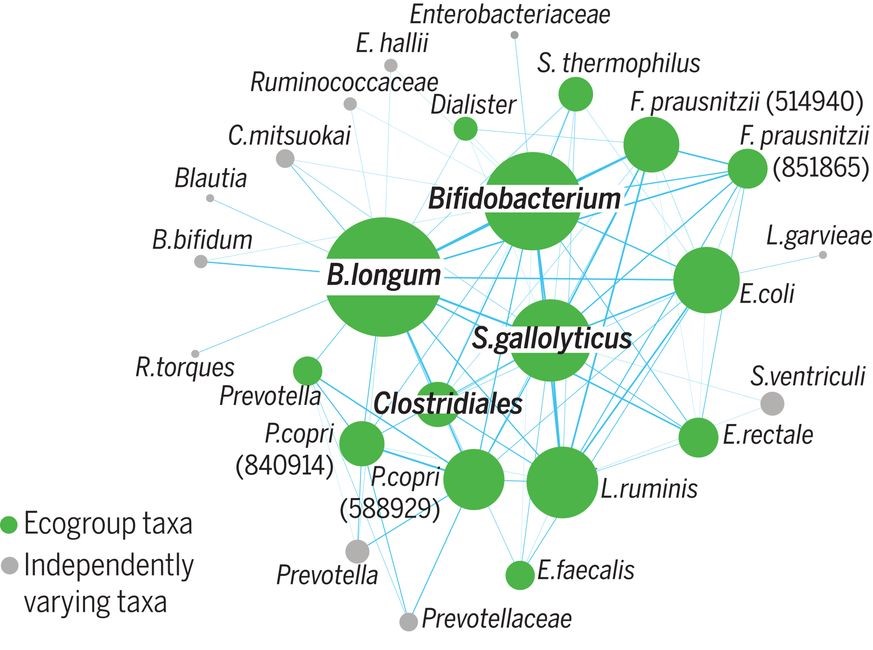 Enterobacteriaceae
E. hallii
S. thermophilus
Ruminococcaceae
Dialister
F. prausnitzii (514940)
C.mitsuokai
F. prausnitzii
(851865)
Blautia
Bifidobacterium
B.bifidum
L.garvieae
B.longum
E.coli
S.gallolyticus
R.torques
Prevotella
S.ventriculi
Clostridiales
P.copri
(840914)
E.rectale
P.copri
(588929)
L.ruminis
Ecogroup taxa
Independently
varying taxa
Prevotella
E.faecalis
Prevotellaceae